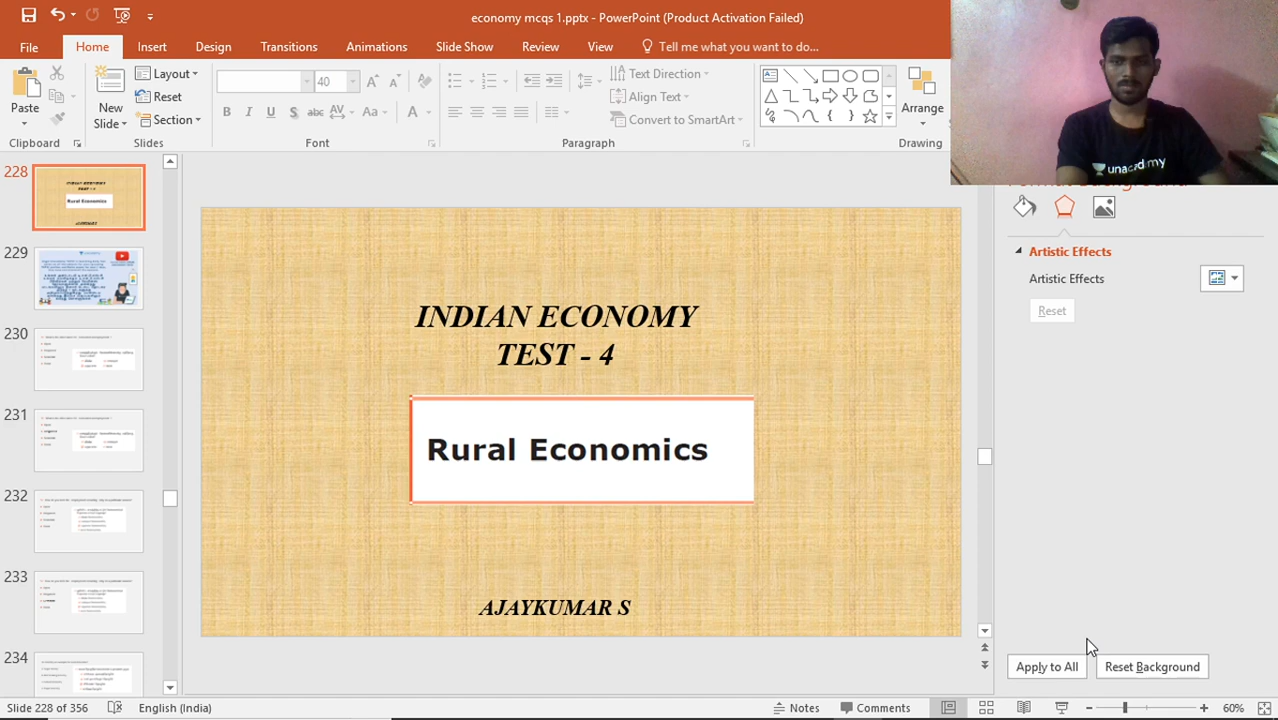 economy mcqs 1.pptx - PowerPoint (Product Activation Failed)
File Home Insert Design Transitions Animations Slide Show Review View Tell me what you want to do...
Paste
New Slide
Layout
Reset
Section
40
Text Direction
Align Text
Convert to SmartArt
Arrange
Clipboard Slides Font Paragraph Drawing
unacademy
228
229
230
231
232
233
234
INDIAN ECONOMY
TEST - 4
Rural Economics
AJAYKUMAR S
Artistic Effects
Artistic Effects
Reset
Apply to All Reset Background
Slide 228 of 356 English (India) Notes Comments 60%